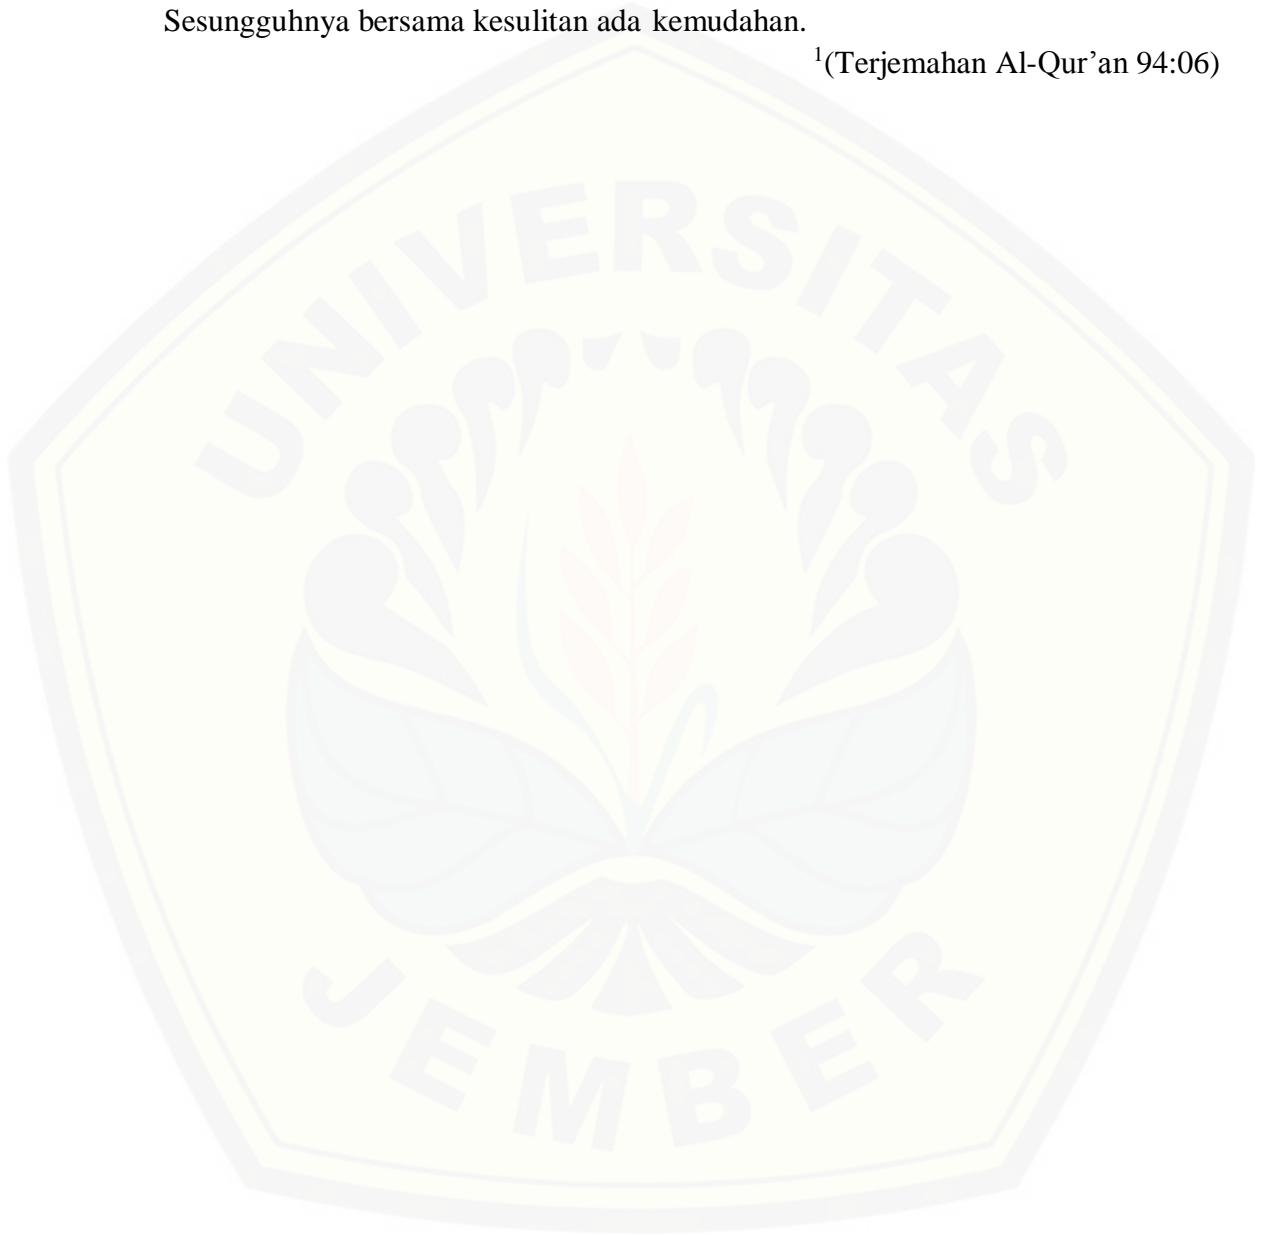 Sesungguhnya bersama kesulitan ada kemudahan.
¹(Terjemahan Al-Qur’an 94:06)
UNIVERSITAS
JEMBER